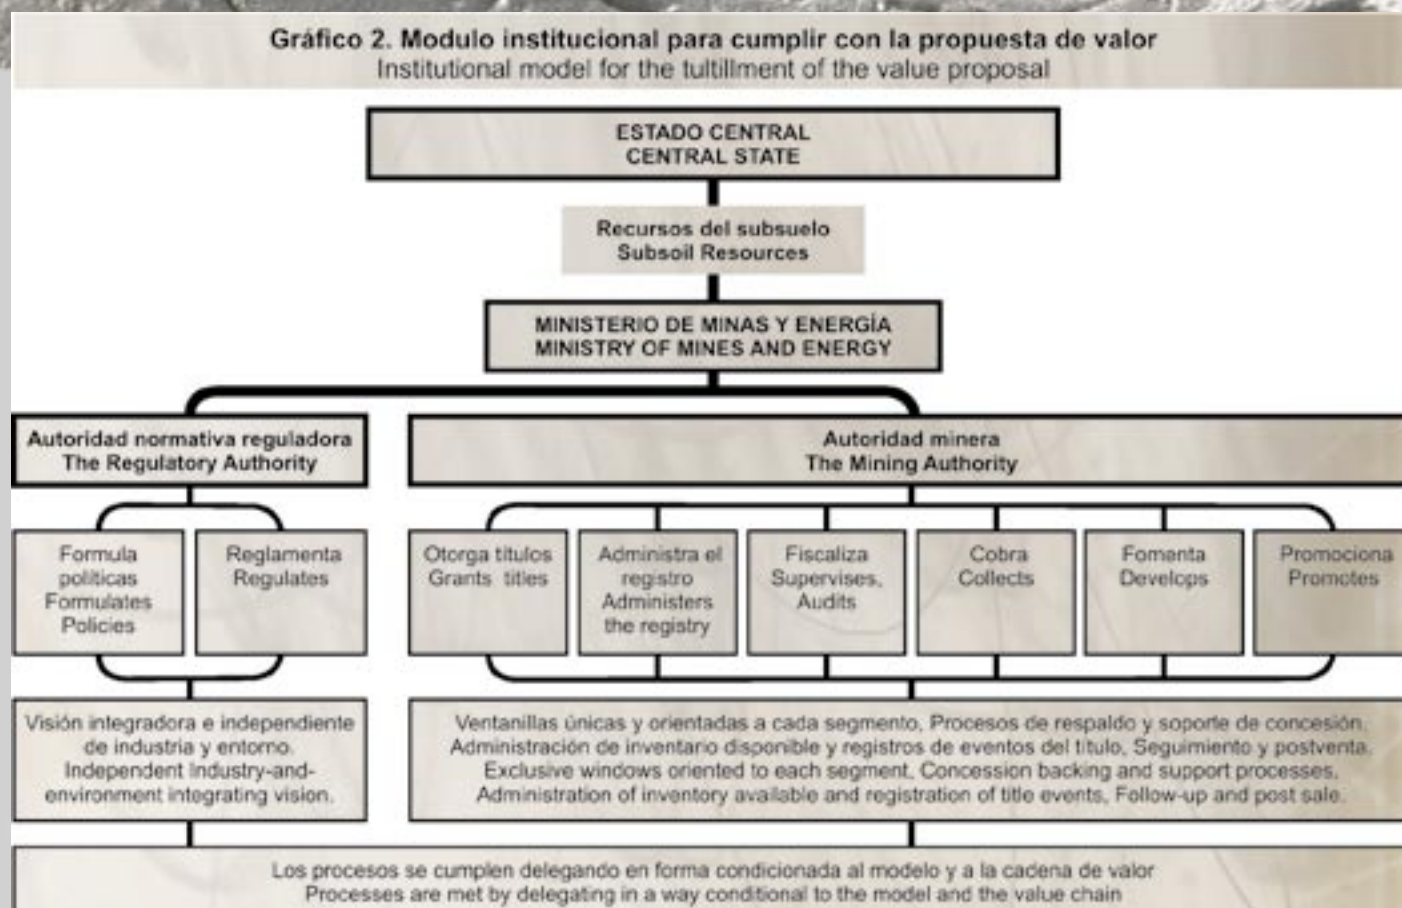 Gráfico 2. Modulo institucional para cumplir con la propuesta de valor
Institutional model for the tultillment of the value proposal
ESTADO CENTRAL
CENTRAL STATE
Recursos del subsuelo
Subsoil Resources
MINISTERIO DE MINAS Y ENERGÍA
MINISTRY OF MINES AND ENERGY
Autoridad normativa reguladora
The Regulatory Authority
Autoridad minera
The Mining Authority
Formula
políticas
Formulates
Policies
Reglamenta
Regulates
Otorga títulos
Grants titles
Administra el
registro
Administers
the registry
Fiscaliza
Supervises,
Audits
Cobra
Collects
Fomenta
Develops
Promociona
Promotes
Visión integradora e independiente
de industria y entorno.
Independent Industry-and-
environment integrating vision.
Ventanillas únicas y orientadas a cada segmento, Procesos de respaldo y soporte de concesión.
Administración de inventario disponible y registros de eventos del título, Seguimiento y postventa.
Exclusive windows oriented to each segment, Concession backing and support processes.
Administration of inventory available and registration of title events, Follow-up and post sale.
Los procesos se cumplen delegando en forma condicionada al modelo y a la cadena de valor
Processes are met by delegating in a way conditional to the model and the value chain